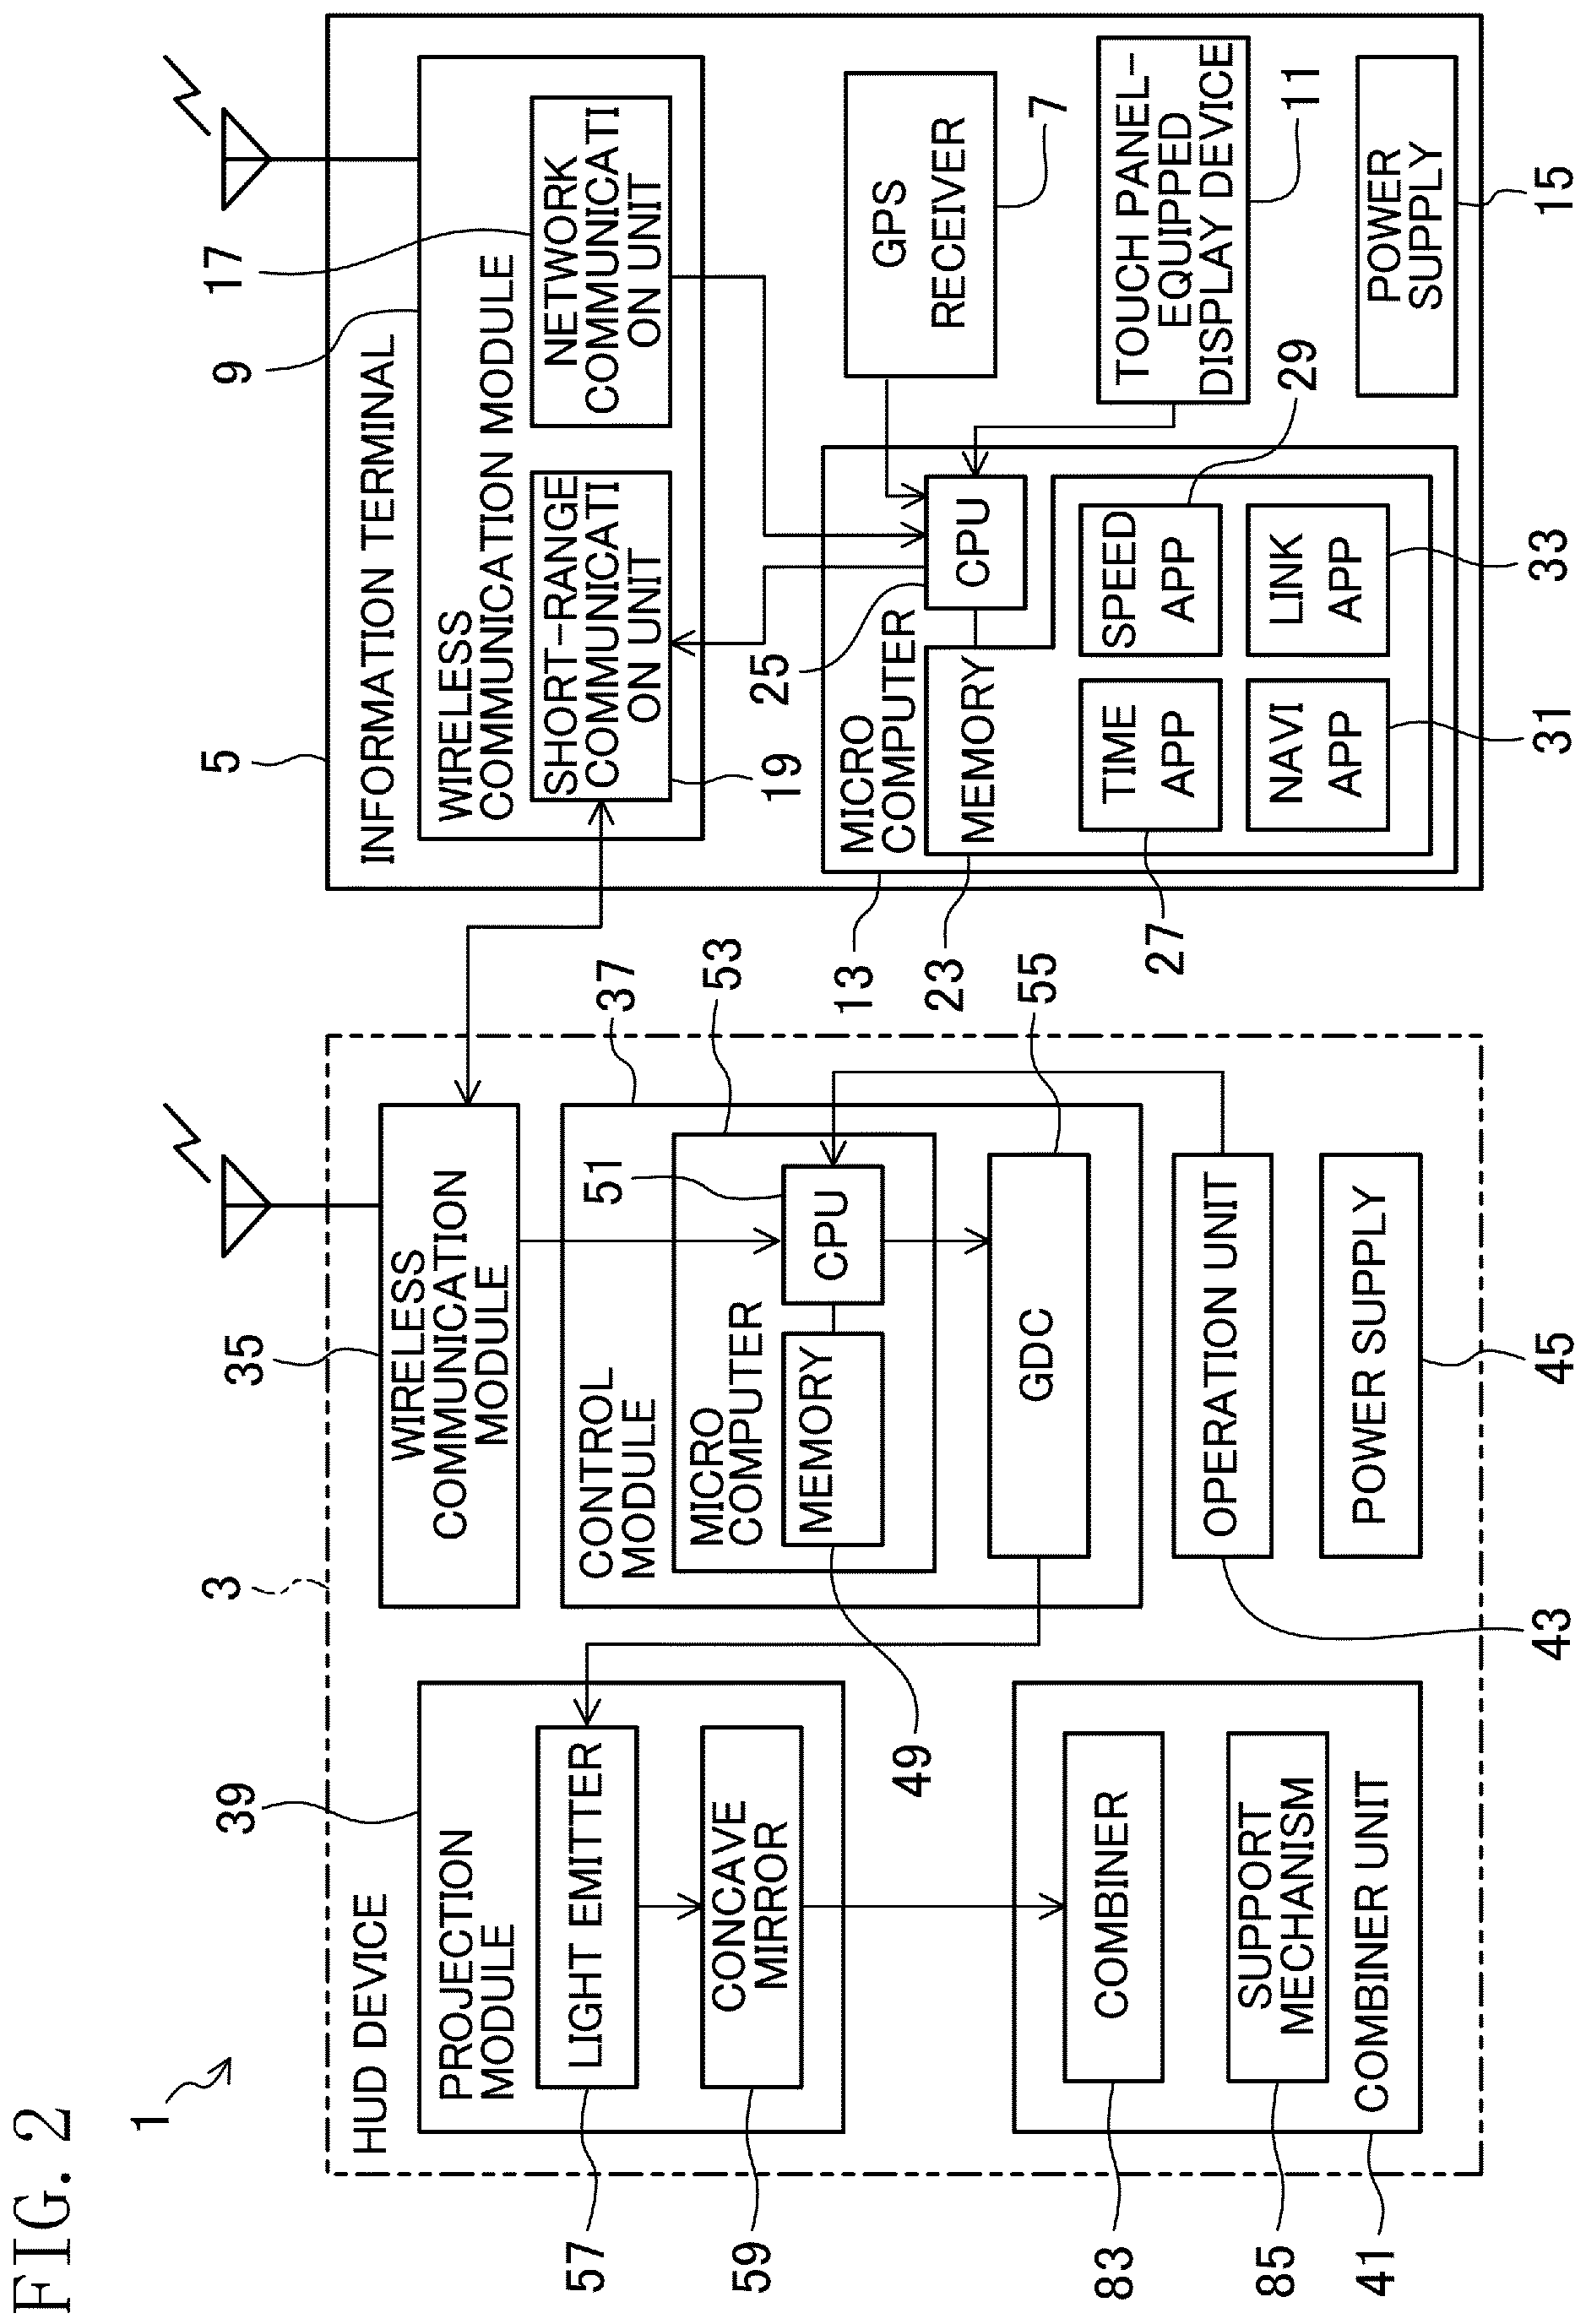 FIG. 2
1
3
HUD DEVICE
39
PROJECTION
MODULE
LIGHT EMITTER
57
CONCAVE
MIRROR
59
COMBINER
83
SUPPORT
MECHANISM
85
COMBINER UNIT
41
35
WIRELESS
COMMUNICATION
MODULE
37
CONTROL
MODULE
53
MICRO
COMPUTER
51
CPU
MEMORY
49
GDC
55
OPERATION UNIT
43
POWER SUPPLY
45
5
INFORMATION TERMINAL
9
WIRELESS
COMMUNICATION MODULE
17
NETWORK
COMMUNICATI
ON UNIT
SHORT-RANGE
COMMUNICATI
ON UNIT
19
GPS
RECEIVER
7
TOUCH PANEL-
EQUIPPED
DISPLAY DEVICE
11
POWER
SUPPLY
15
13
MICRO
COMPUTER
25
CPU
23
MEMORY
TIME
APP
27
SPEED
APP
29
NAVI
APP
31
LINK
APP
33